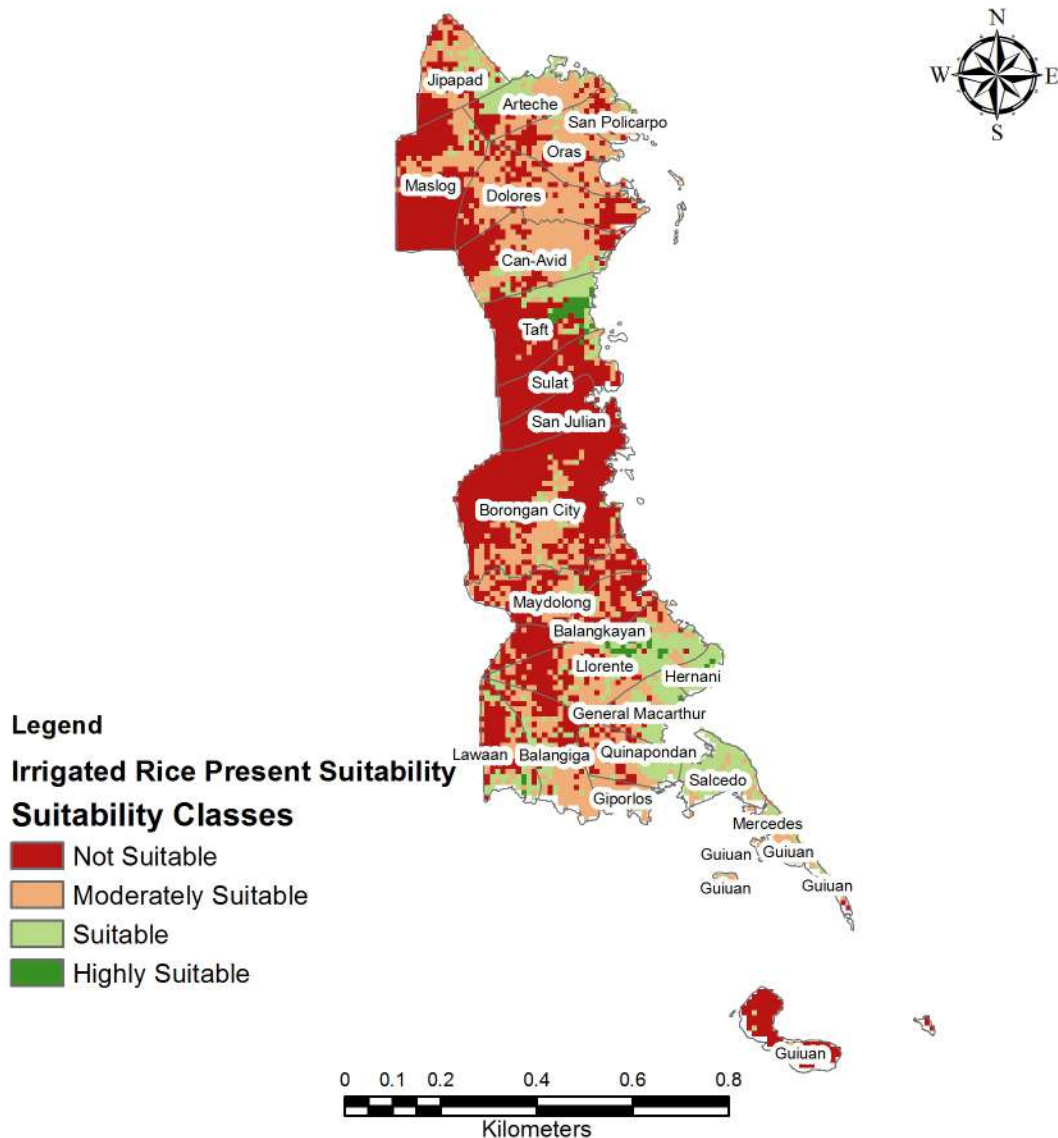 N
W E
S
Jipapad
Arteche
San Policarpo
Oras
Maslog
Dolores
Can-Avid
Taft
Sulat
San Julian
Borongan City
Maydolong
Balangkayan
Llorente
Hernani
General Macarthur
Lawaan Balangiga Quinapondan
Salcedo
Giporlos
Mercedes
Guiuan Guiuan
Guiuan Guiuan
Guiuan
Legend
Irrigated Rice Present Suitability
Suitability Classes
Not Suitable
Moderately Suitable
Suitable
Highly Suitable
0 0.1 0.2 0.4 0.6 0.8
Kilometers